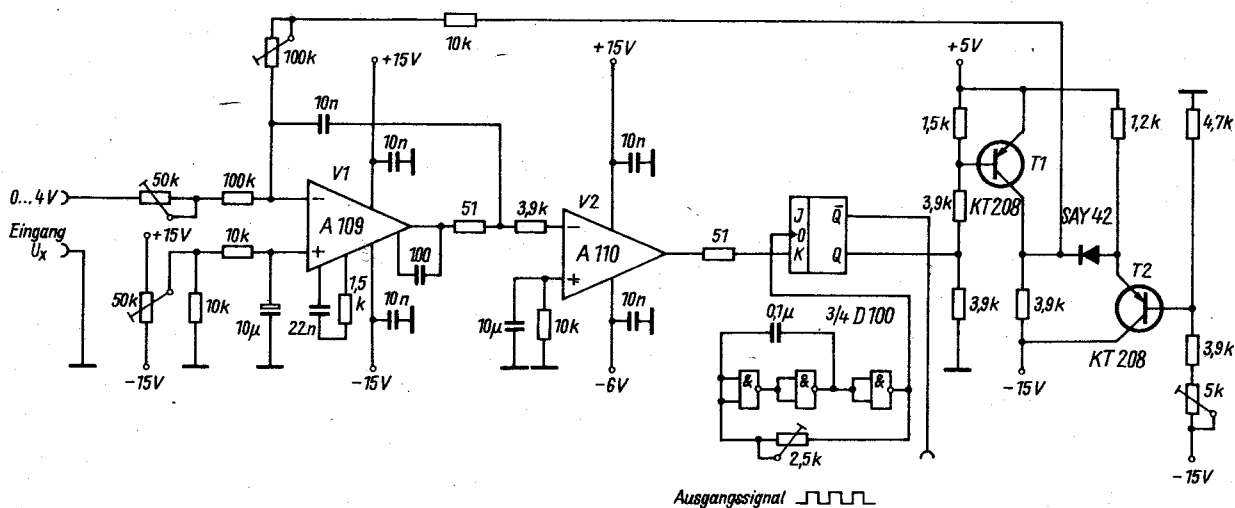 100k
10k
+15V
+15V
+5V
10n
10n
10n
1,5k
T1
1,2k
4,7k
0...4V
50k
100k
V1
A 109
51
3,9k
V2
A 110
51
J
Q̄
0
K
Q
3,9k
KT208
SAY 42
T2
Eingang
Ux
+15V
10k
100
50k
10k
10µ
22n
1,5
k
10n
10µ
10k
10n
0,1µ
3/4 D 100
3,9k
3,9k
KT 208
3,9k
−15V
−15V
−6V
−15V
5k
&
&
&
2,5k
−15V
Ausgangssignal